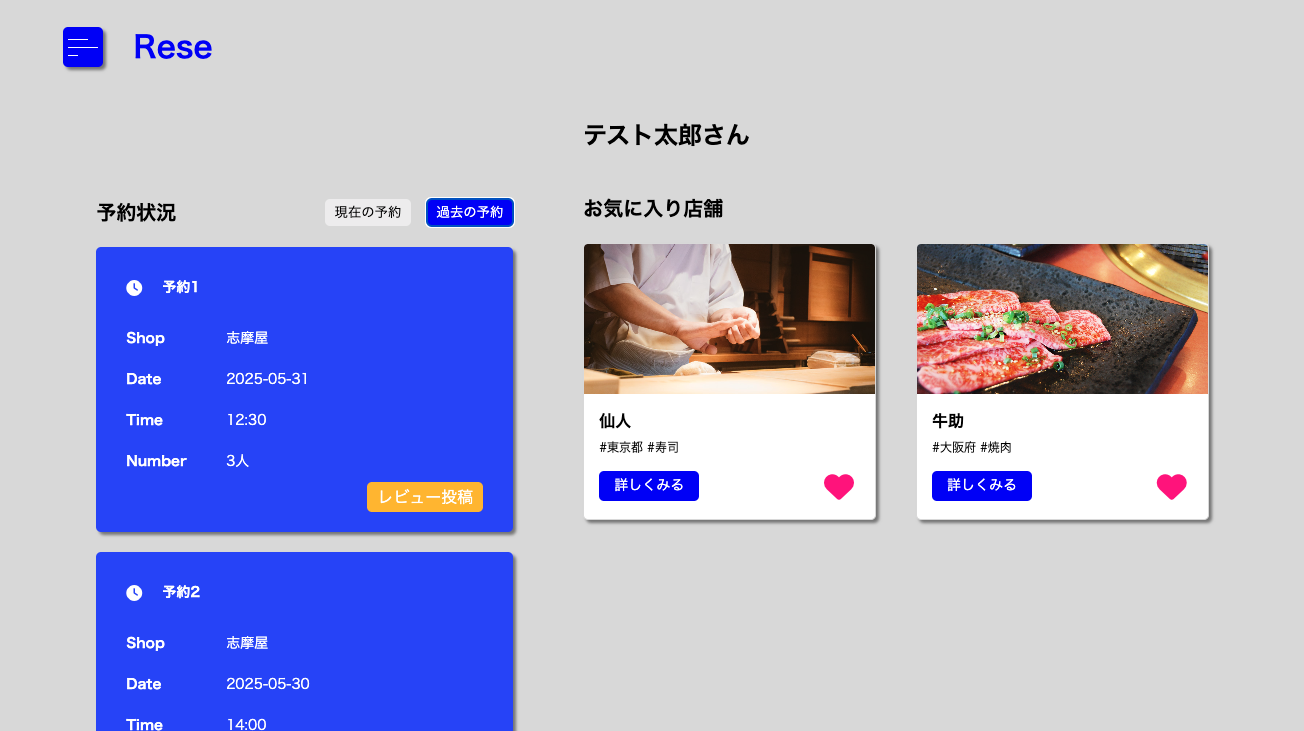 Rese
テスト太郎さん
予約状況
現在の予約
過去の予約
予約1
Shop 志摩屋
Date 2025-05-31
Time 12:30
Number 3人
レビュー投稿
予約2
Shop 志摩屋
Date 2025-05-30
Time 14:00
お気に入り店舗
仙人
#東京都 #寿司
詳しくみる
牛助
#大阪府 #焼肉
詳しくみる